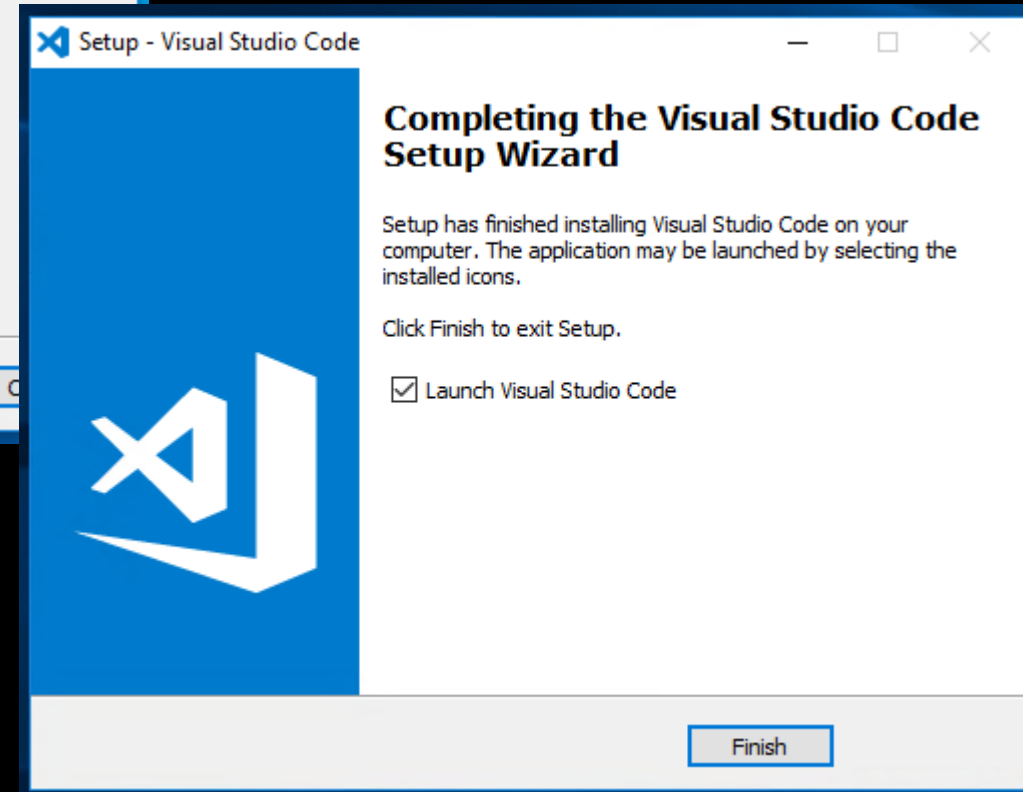 Setup - Visual Studio Code
Completing the Visual Studio Code
Setup Wizard
Setup has finished installing Visual Studio Code on your
computer. The application may be launched by selecting the
installed icons.
Click Finish to exit Setup.
Launch Visual Studio Code
Finish